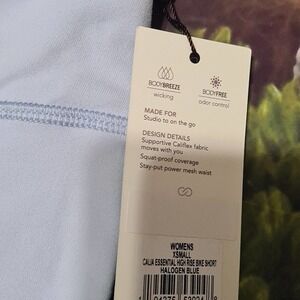 BODYBREEZE
wicking
BODYFREE
odor control
MADE FOR
Studio to on the go
DESIGN DETAILS
Supportive Califlex fabric
moves with you
Squat-proof coverage
Stay-put power mesh waist
WOMENS
XSMALL
CALIA ESSENTIAL HIGH RISE BIKE SHORT
HALOGEN BLUE